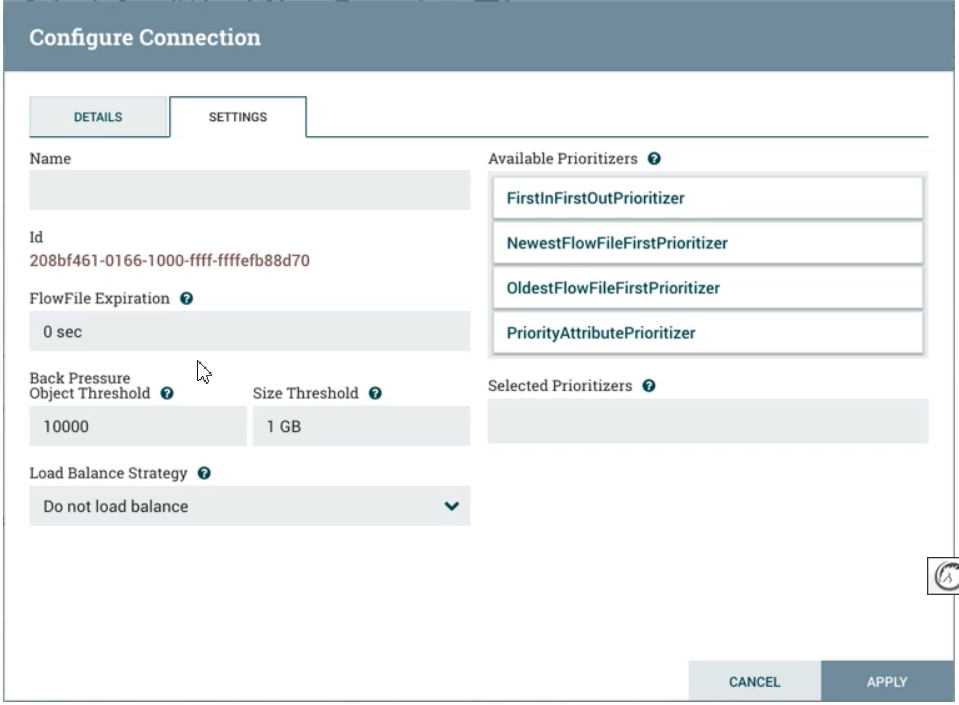 Configure Connection
DETAILS
SETTINGS
Name
Id
208bf461-0166-1000-ffff-ffffefb88d70
FlowFile Expiration
0 sec
Back Pressure
Object Threshold
Size Threshold
10000
1 GB
Load Balance Strategy
Do not load balance
Available Prioritizers
FirstInFirstOutPrioritizer
NewestFlowFileFirstPrioritizer
OldestFlowFileFirstPrioritizer
PriorityAttributePrioritizer
Selected Prioritizers
CANCEL
APPLY